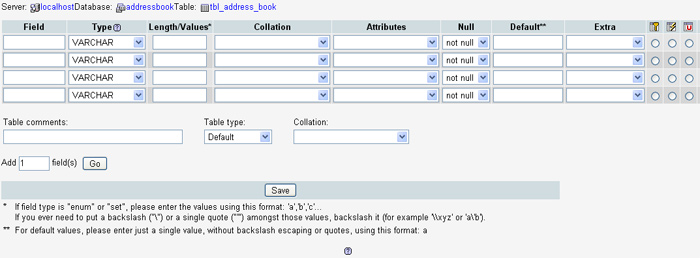 Server: localhostDatabase: addressbookTable: tbl_address_book
Field Type Length/Values* Collation Attributes Null Default** Extra
VARCHAR not null
VARCHAR not null
VARCHAR not null
VARCHAR not null
Table comments: Table type: Collation:
Default
Add 1 field(s) Go
Save
* If field type is "enum" or "set", please enter the values using this format: 'a','b','c'...
If you ever need to put a backslash ("\") or a single quote ("'") amongst those values, backslash it (for example '\\xyz' or 'a\'b').
** For default values, please enter just a single value, without backslash escaping or quotes, using this format: a